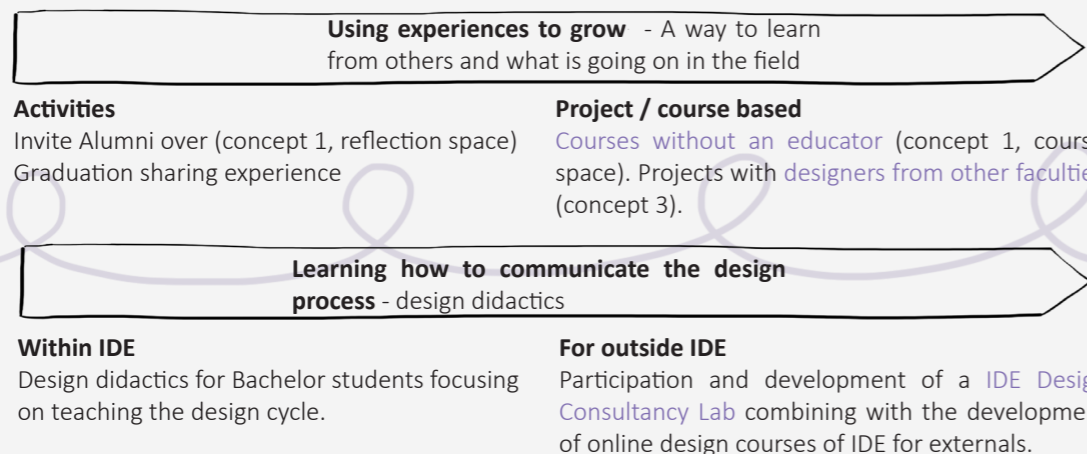 Using experiences to grow - A way to learn
from others and what is going on in the field
Activities
Invite Alumni over (concept 1, reflection space)
Graduation sharing experience
Project / course based
Courses without an educator (concept 1,
space). Projects with designers from other
(concept 3).
Learning how to communicate the design
process - design didactics
Within IDE
Design didactics for Bachelor students focusing
on teaching the design cycle.
For outside IDE
Participation and development of a IDE
Consultancy Lab combining with the
of online design courses of IDE for externals.